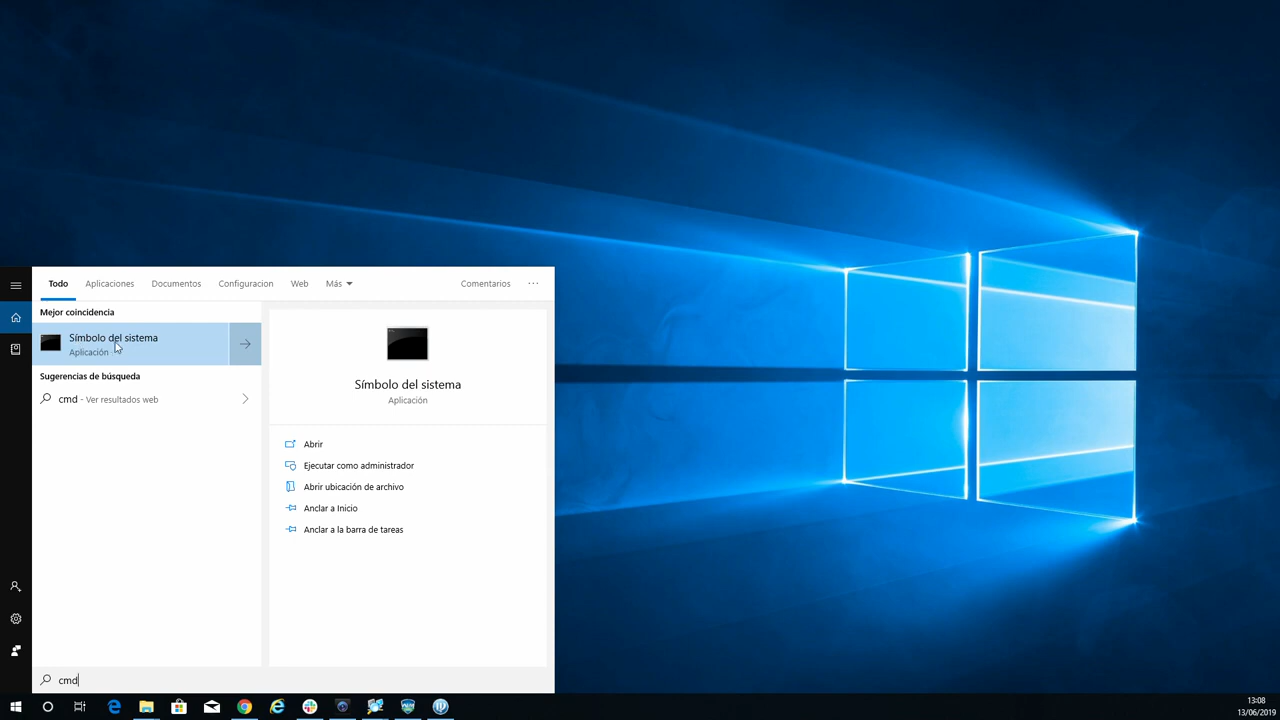 Todo Aplicaciones Documentos Configuracion Web Más Comentarios ...
Mejor coincidencia
Símbolo del sistema
Aplicación
Sugerencias de búsqueda
cmd - Ver resultados web
Símbolo del sistema
Aplicación
Abrir
Ejecutar como administrador
Abrir ubicación de archivo
Anclar a Inicio
Anclar a la barra de tareas
cmd
13:08
13/06/2019